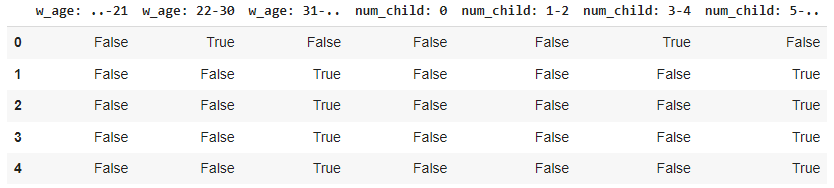 w_age: ..-21 w_age: 22-30 w_age: 31-.. num_child: 0 num_child: 1-2 num_child: 3-4 num_child: 5-..
0 False True False False False True False
1 False False True False False False True
2 False False True False False False True
3 False False True False False False True
4 False False True False False False True